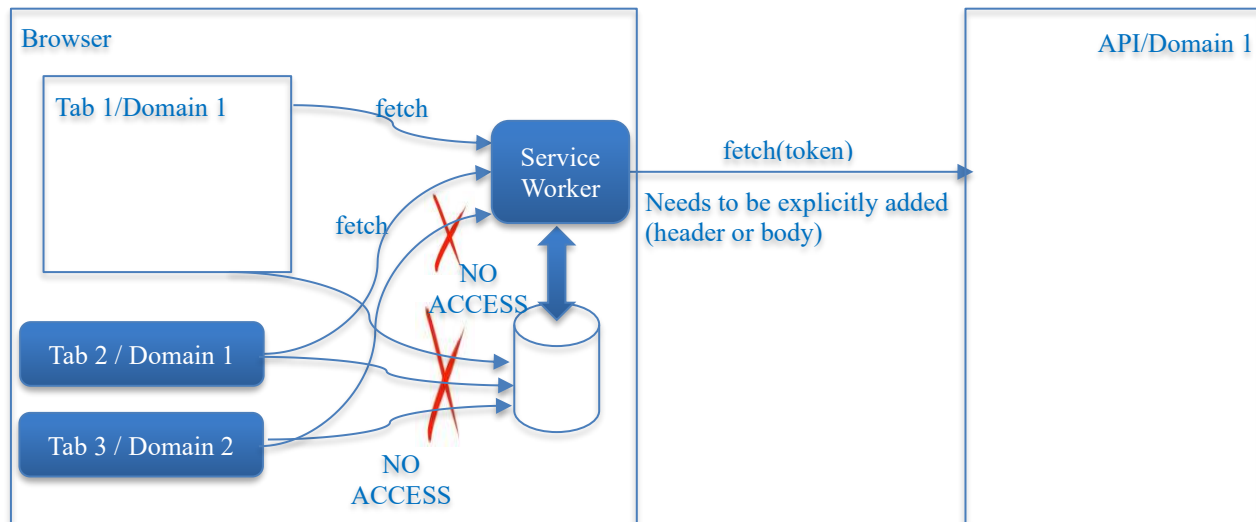 Browser
API/Domain 1
Tab 1/Domain 1
fetch
Service
Worker
fetch(token)
Needs to be explicitly added
(header or body)
fetch
NO
ACCESS
Tab 2 / Domain 1
Tab 3 / Domain 2
NO
ACCESS